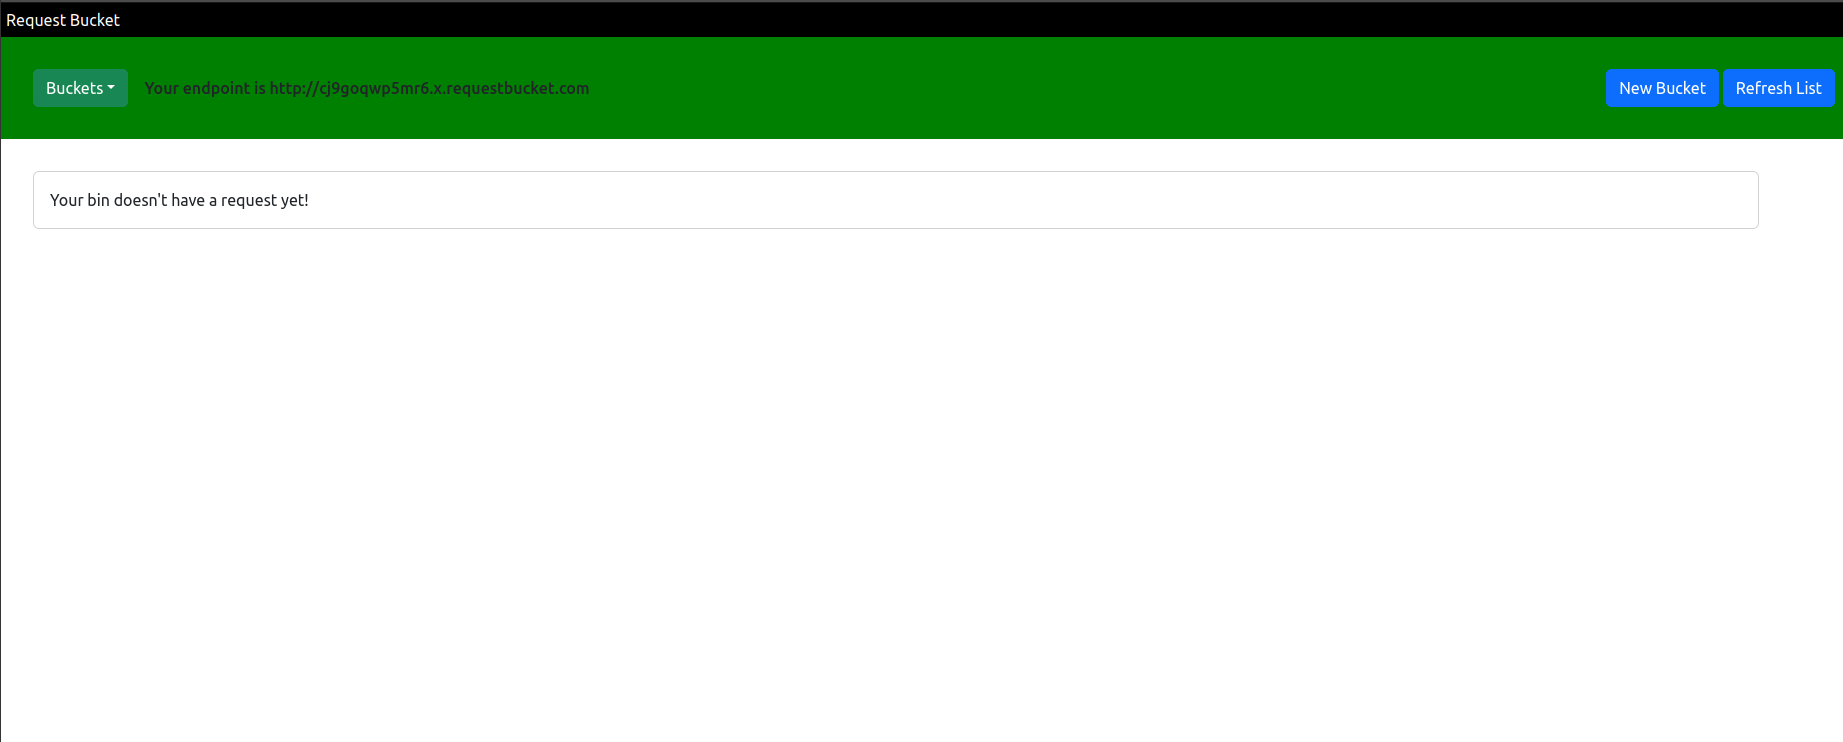 Request Bucket
Buckets Your endpoint is http://cj9goqwp5mr6.x.requestbucket.com New Bucket Refresh List
Your bin doesn't have a request yet!